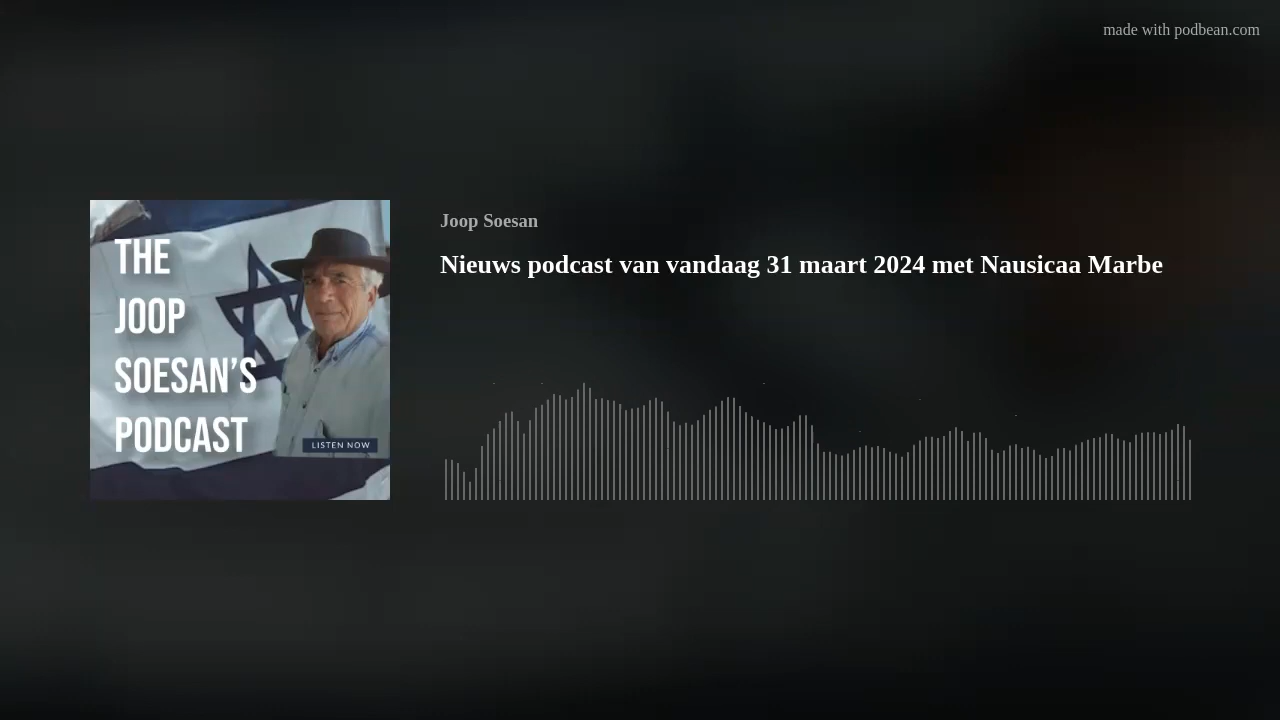 made with podbean.com
THE
JOOP
SOESAN’S
PODCAST
LISTEN NOW
Joop Soesan
Nieuws podcast van vandaag 31 maart 2024 met Nausicaa Marbe